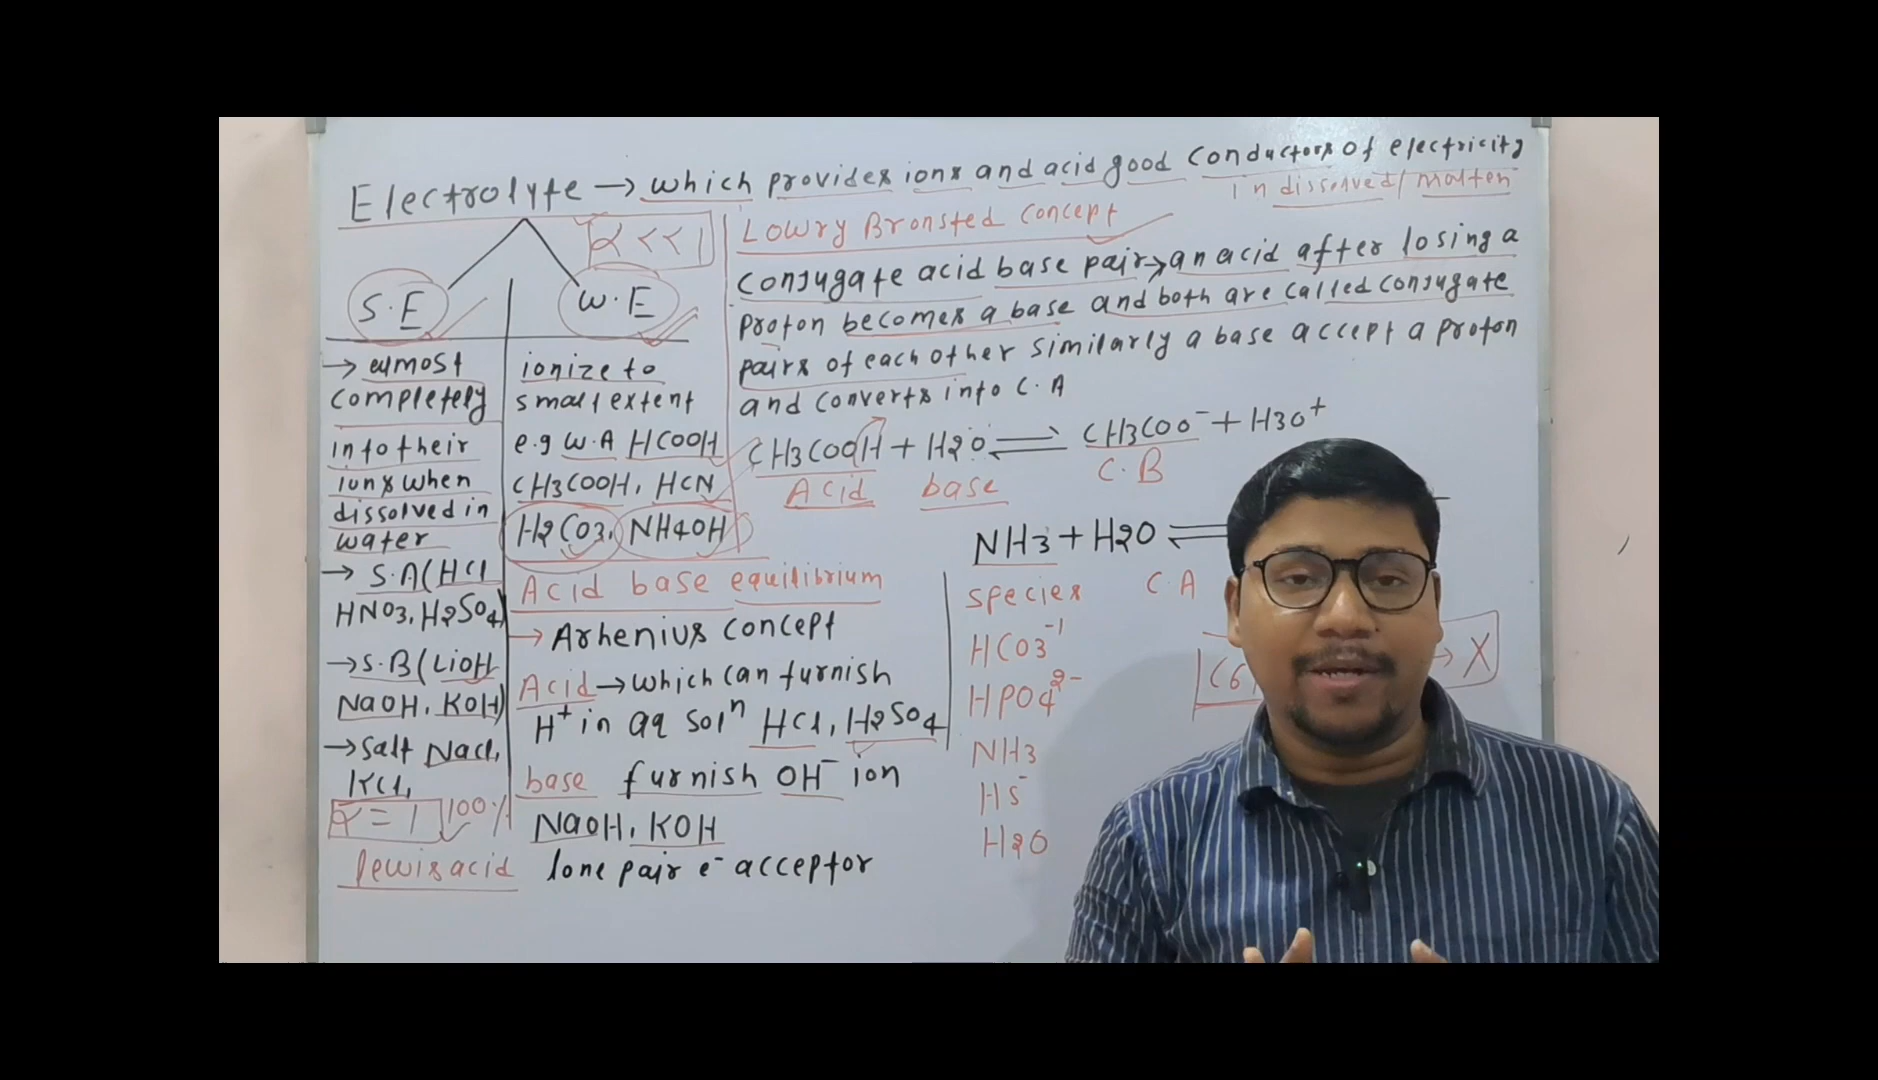 Electrolyte → which provides ions and acid good conductors of electricity
in dissolved/molten
S.E
W.E
α <<1
→ almost
completely
into their
ions when
dissolved in
water
→ S.A(HCl
HNO3, H2SO4)
→ S.B(LiOH
NaOH, KOH)
→ Salt NaCl,
KCl,
α = 1 100%
ionize to
small extent
e.g W.A HCOOH
CH3COOH, HCN
H2CO3, NH4OH
Lowry Bronsted Concept
Conjugate acid base pair→an acid after losing a
proton becomes a base and both are called conjugate
pairs of each other similarly a base accept a proton
and converts into C.A
CH3COOH + H2O ⇌ CH3COO⁻ + H3O⁺
Acid base C.B
Acid base equilibrium
→ Arhenius concept
Acid → which can furnish
H⁺ in aq solⁿ HCl, H2SO4
base furnish OH⁻ ion
NaOH, KOH
lewis acid lone pair e⁻ acceptor
NH3 + H2O ⇌
Species C.A
HCO3⁻¹
HPO4²⁻
NH3
HS⁻
H2O
→ X